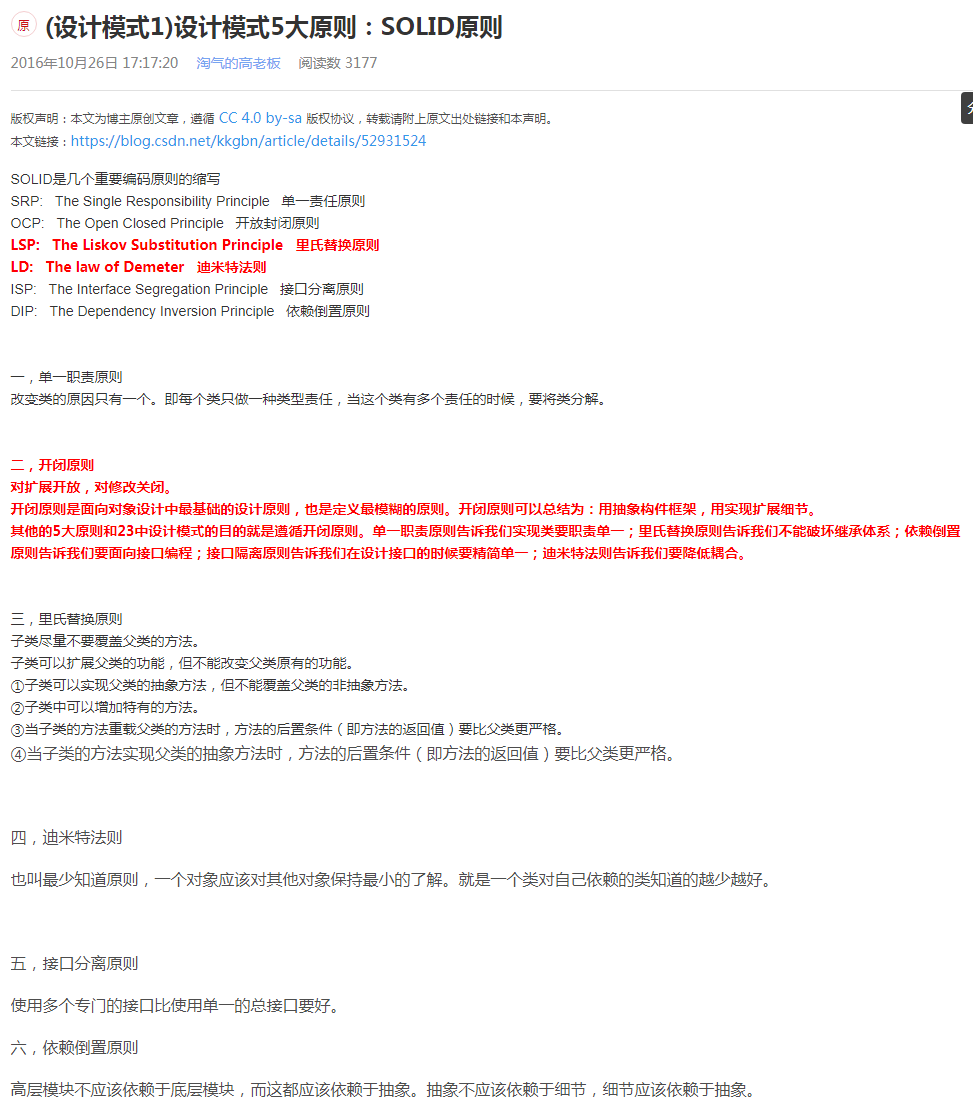 原 (设计模式1)设计模式5大原则：SOLID原则
2016年10月26日 17:17:20 淘气的高老板 阅读数 3177
版权声明：本文为博主原创文章，遵循 CC 4.0 by-sa 版权协议，转载请附上原文出处链接和本声明。
本文链接：https://blog.csdn.net/kkgbn/article/details/52931524
SOLID是几个重要编码原则的缩写
SRP: The Single Responsibility Principle 单一责任原则
OCP: The Open Closed Principle 开放封闭原则
LSP: The Liskov Substitution Principle 里氏替换原则
LD: The law of Demeter 迪米特法则
ISP: The Interface Segregation Principle 接口分离原则
DIP: The Dependency Inversion Principle 依赖倒置原则
一，单一职责原则
改变类的原因只有一个。即每个类只做一种类型责任，当这个类有多个责任的时候，要将类分解。
二，开闭原则
对扩展开放，对修改关闭。
开闭原则是面向对象设计中最基础的设计原则，也是定义最模糊的原则。开闭原则可以总结为：用抽象构件框架，用实现扩展细节。
其他的5大原则和23中设计模式的目的就是遵循开闭原则。单一职责原则告诉我们实现类要职责单一；里氏替换原则告诉我们不能破坏继承体系；依赖倒置
原则告诉我们要面向接口编程；接口隔离原则告诉我们在设计接口的时候要精简单一；迪米特法则告诉我们要降低耦合。
三，里氏替换原则
子类尽量不要覆盖父类的方法。
子类可以扩展父类的功能，但不能改变父类原有的功能。
①子类可以实现父类的抽象方法，但不能覆盖父类的非抽象方法。
②子类中可以增加特有的方法。
③当子类的方法重载父类的方法时，方法的后置条件（即方法的返回值）要比父类更严格。
④当子类的方法实现父类的抽象方法时，方法的后置条件（即方法的返回值）要比父类更严格。
四，迪米特法则
也叫最少知道原则，一个对象应该对其他对象保持最小的了解。就是一个类对自己依赖的类知道的越少越好。
五，接口分离原则
使用多个专门的接口比使用单一的总接口要好。
六，依赖倒置原则
高层模块不应该依赖于底层模块，而这都应该依赖于抽象。抽象不应该依赖于细节，细节应该依赖于抽象。